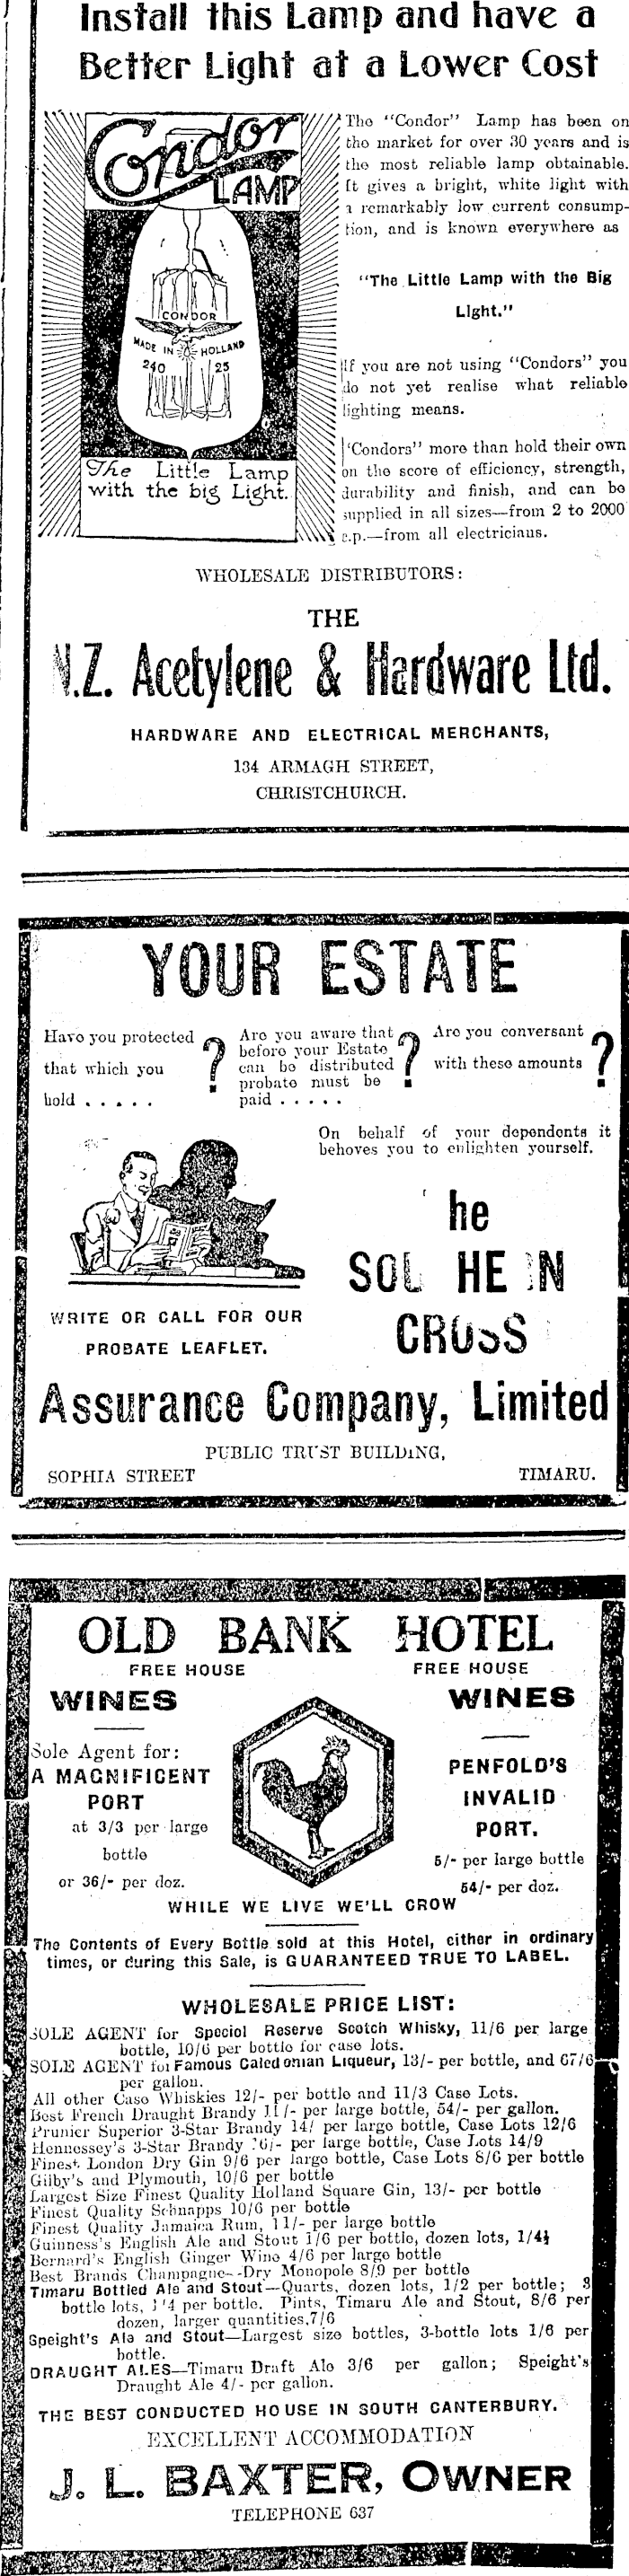 Install this Lamp and have a
Better Light at a Lower Cost
Condor
LAMP
CONDOR
MADE IN HOLLAND
240 25
The Little Lamp
with the big Light.
The "Condor" Lamp has been on
the market for over 30 years and is
the most reliable lamp obtainable.
It gives a bright, white light with
a remarkably low current consump-
tion, and is known everywhere as
"The Little Lamp with the Big
Light."
If you are not using "Condors" you
do not yet realise what reliable
lighting means.
"Condors" more than hold their own
on the score of efficiency, strength,
durability and finish, and can be
supplied in all sizes—from 2 to 2000
c.p.—from all electricians.
WHOLESALE DISTRIBUTORS:
THE
N.Z. Acetylene & Hardware Ltd.
HARDWARE AND ELECTRICAL MERCHANTS,
134 ARMAGH STREET,
CHRISTCHURCH.
YOUR ESTATE
Have you protected
that which you
hold . . . . .
?
Are you aware that
before your Estate
can be distributed
probate must be
paid . . . . .
?
Are you conversant
with these amounts
?
On behalf of your dependents it
behoves you to enlighten yourself.
WRITE OR CALL FOR OUR
PROBATE LEAFLET.
The
SOUTHERN
CROSS
Assurance Company, Limited
PUBLIC TRUST BUILDING,
SOPHIA STREET TIMARU.
OLD BANK HOTEL
FREE HOUSE FREE HOUSE
WINES WINES
Sole Agent for:
A MAGNIFICENT
PORT
at 3/3 per large
bottle
or 36/- per doz.
PENFOLD'S
INVALID
PORT.
5/- per large bottle
54/- per doz.
WHILE WE LIVE WE'LL CROW
The Contents of Every Bottle sold at this Hotel, either in ordinary
times, or during this Sale, is GUARANTEED TRUE TO LABEL.
WHOLESALE PRICE LIST:
SOLE AGENT for Speciol Reserve Scotch Whisky, 11/6 per large
bottle, 10/6 per bottle for case lots.
SOLE AGENT for Famous Caledonian Liqueur, 13/- per bottle, and 67/6
per gallon.
All other Case Whiskies 12/- per bottle and 11/3 Case Lots.
Best French Draught Brandy 11/- per large bottle, 54/- per gallon.
Prunier Superior 3-Star Brandy 14/ per large bottle, Case Lots 12/6
Hennessey's 3-Star Brandy per large bottle, Case Lots 14/9
Finest London Dry Gin 9/6 per large bottle, Case Lots 8/6 per bottle
Gilby's and Plymouth, 10/6 per bottle
Largest Size Finest Quality Holland Square Gin, 13/- per bottle
Finest Quality Schnapps 10/6 per bottle
Finest Quality Jamaica Rum, 11/- per large bottle
Guinness's English Ale and Stout 1/6 per bottle, dozen lots, 1/4½
Bernard's English Ginger Wine 4/6 per large bottle
Best Brands Champagne--Dry Monopole 8/9 per bottle
Timaru Bottled Ale and Stout—Quarts, dozen lots, 1/2 per bottle; 3
bottle lots, 1/4 per bottle. Pints, Timaru Ale and Stout, 8/6 per
dozen, larger quantities,7/6
Speight's Ale and Stout—Largest size bottles, 3-bottle lots 1/6 per
bottle.
DRAUGHT ALES—Timaru Draft Ale 3/6 per gallon; Speight's
Draught Ale 4/- per gallon.
THE BEST CONDUCTED HOUSE IN SOUTH CANTERBURY.
EXCELLENT ACCOMMODATION
J. L. BAXTER, OWNER
TELEPHONE 637